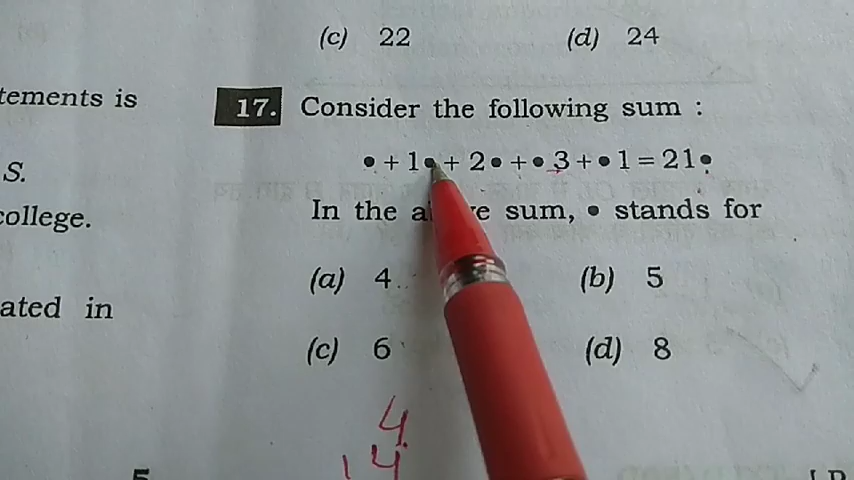 (c) 22 (d) 24
tements is
17. Consider the following sum :
• + 1• + 2• + •3 + •1 = 21•
S.
college.
In the a e sum, • stands for
(a) 4 (b) 5
ated in
(c) 6 (d) 8
4
14
5